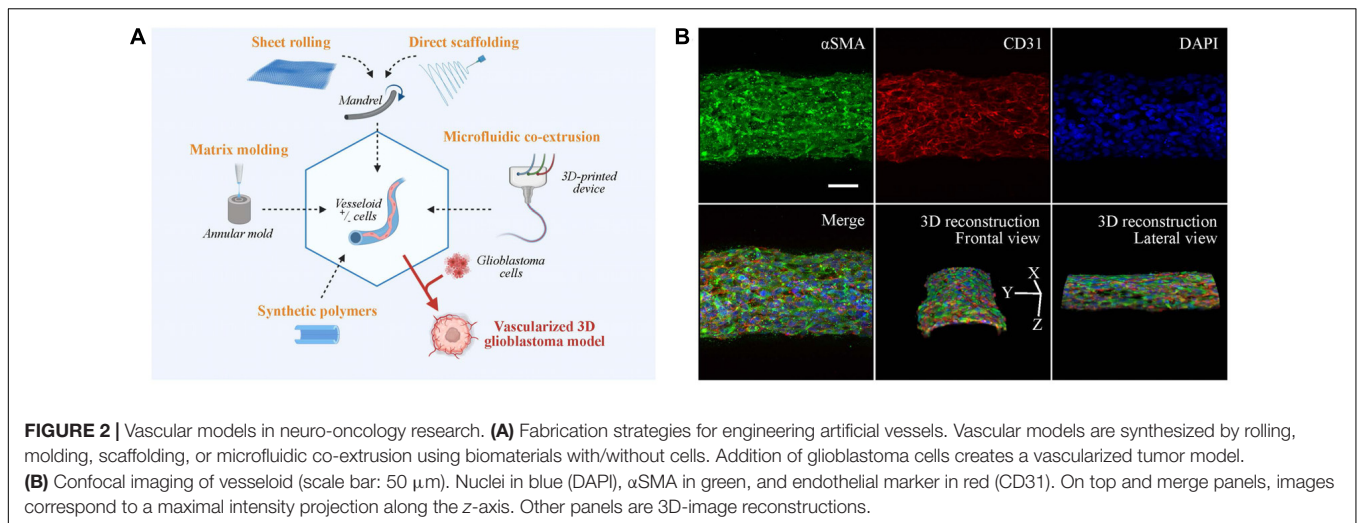 A
Sheet rolling
Direct scaffolding
Mandrel
Microfluidic co-extrusion
Matrix molding
3D-printed
device
Vesseloid
+/- cells
Annular mold
Glioblastoma
cells
Synthetic polymers
Vascularized 3D
glioblastoma model
B
αSMA
CD31
DAPI
Merge
3D reconstruction
Frontal view
X
Y
Z
3D reconstruction
Lateral view
FIGURE 2 | Vascular models in neuro-oncology research. (A) Fabrication strategies for engineering artificial vessels. Vascular models are synthesized by rolling,
molding, scaffolding, or microfluidic co-extrusion using biomaterials with/without cells. Addition of glioblastoma cells creates a vascularized tumor model.
(B) Confocal imaging of vesseloid (scale bar: 50 μm). Nuclei in blue (DAPI), αSMA in green, and endothelial marker in red (CD31). On top and merge panels, images
correspond to a maximal intensity projection along the z-axis. Other panels are 3D-image reconstructions.